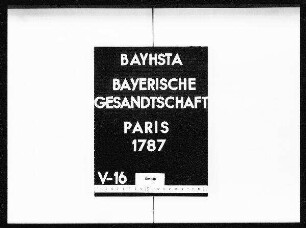 BAYHSTA
BAYERISCHE
GESANDTSCHAFT
PARIS
1787
V-16